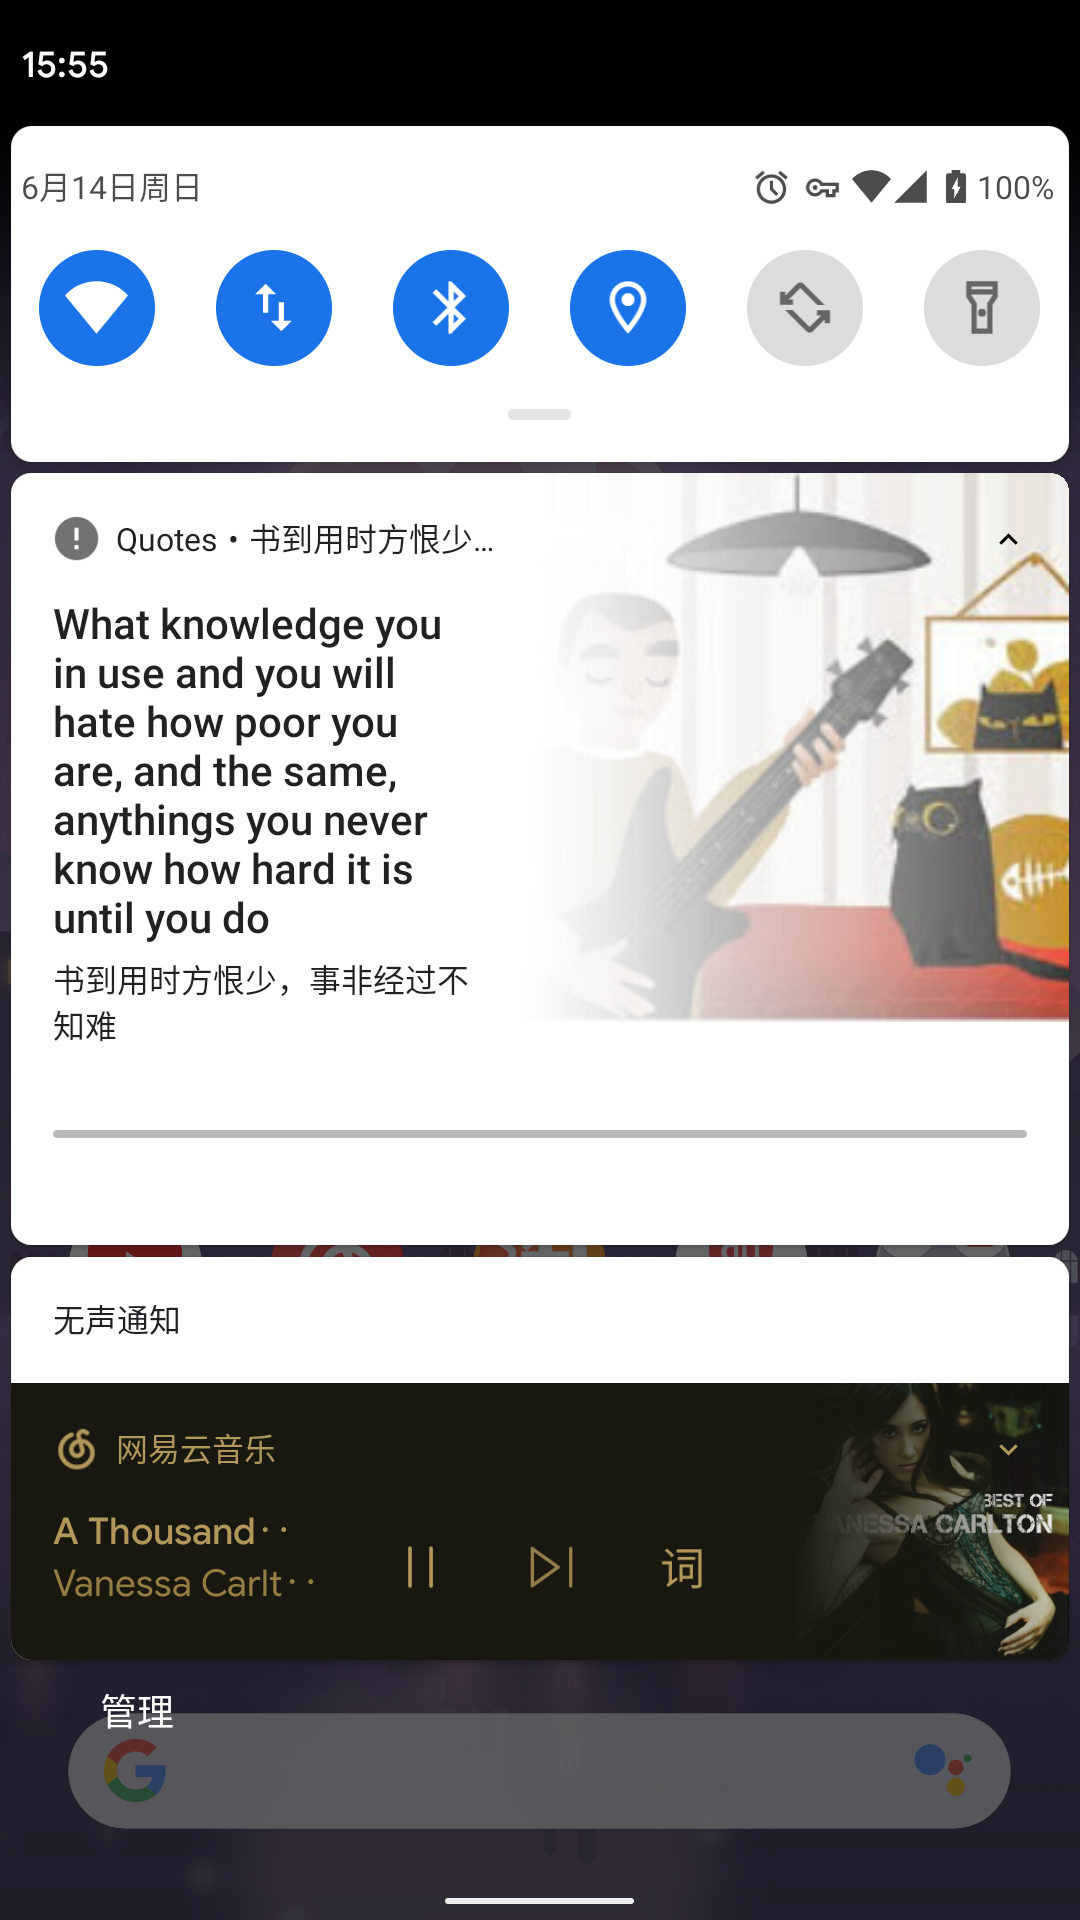 15:55
6月14日周日
100%
Quotes • 书到用时方恨少...
What knowledge you
in use and you will
hate how poor you
are, and the same,
anythings you never
know how hard it is
until you do
书到用时方恨少，事非经过不
知难
无声通知
网易云音乐
BEST OF
VANESSA CARLTON
A Thousand··
Vanessa Carlt··
词
管理